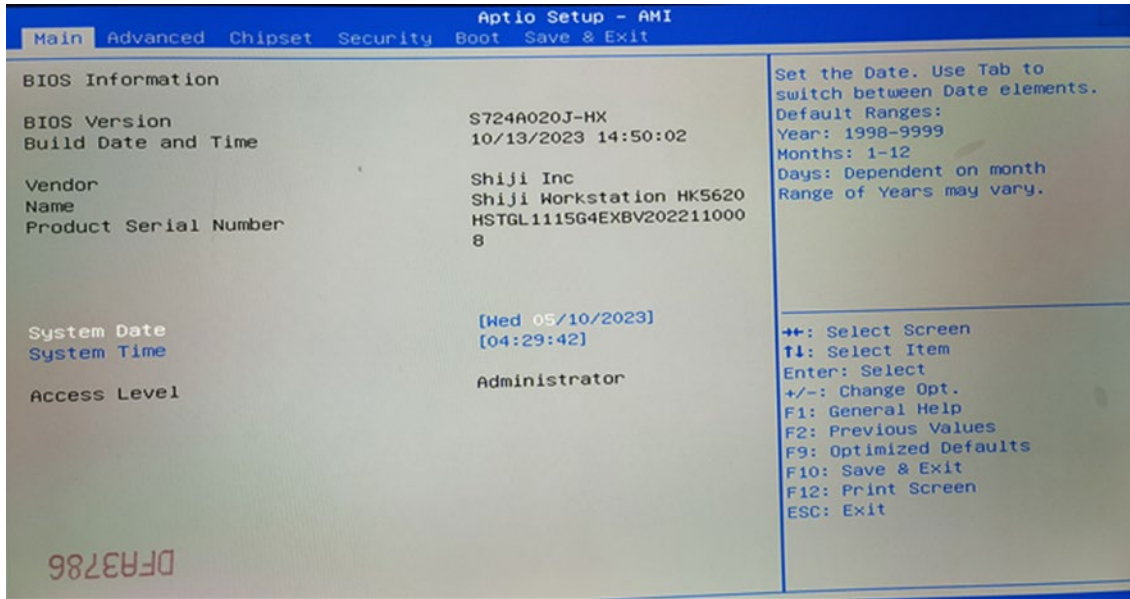 Aptio Setup - AMI
Main Advanced Chipset Security Boot Save & Exit
BIOS Information
BIOS Version S724A020J-HX
Build Date and Time 10/13/2023 14:50:02
Vendor Shiji Inc
Name Shiji Workstation HK5620
Product Serial Number HSTGL1115G4EXBV202211000
8
System Date [Wed 05/10/2023]
System Time [04:29:42]
Access Level Administrator
Set the Date. Use Tab to
switch between Date elements.
Default Ranges:
Year: 1998-9999
Months: 1-12
Days: Dependent on month
Range of Years may vary.
→←: Select Screen
↑↓: Select Item
Enter: Select
+/-: Change Opt.
F1: General Help
F2: Previous Values
F9: Optimized Defaults
F10: Save & Exit
F12: Print Screen
ESC: Exit
DFA3786